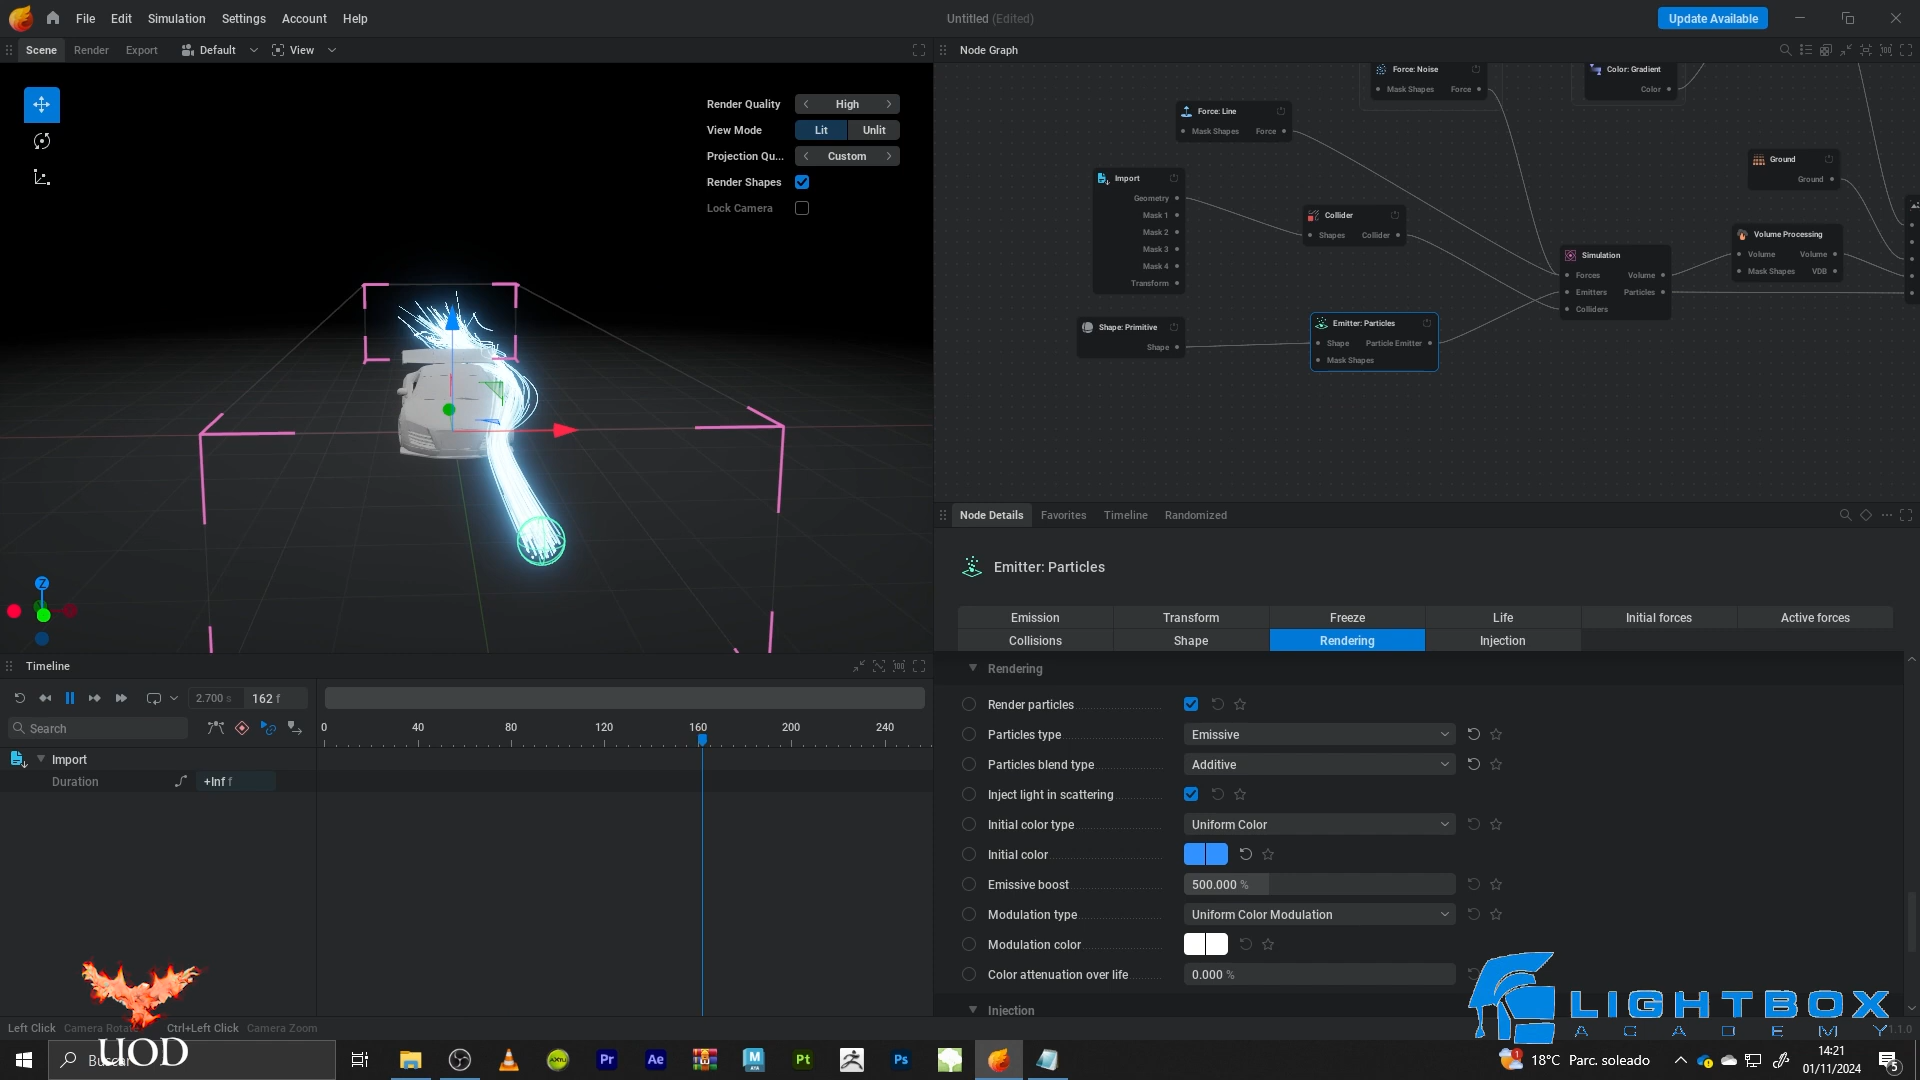 File Edit Simulation Settings Account Help
Untitled (Edited)
Update Available
Scene Render Export Default View
Node Graph
Render Quality High
View Mode Lit Unlit
Projection Qu... Custom
Render Shapes
Lock Camera
Force: Noise
Mask Shapes Force
Color: Gradient
Color
Force: Line
Mask Shapes Force
Import
Geometry
Mask 1
Mask 2
Mask 3
Mask 4
Transform
Collider
Shapes Collider
Ground
Ground
Simulation
Forces Volume
Emitters Particles
Colliders
Volume Processing
Volume Volume
Mask Shapes VDB
Shape: Primitive
Shape
Emitter: Particles
Shape Particle Emitter
Mask Shapes
Z
Node Details Favorites Timeline Randomized
Emitter: Particles
Emission Transform Freeze Life Initial forces Active forces
Collisions Shape Rendering Injection
Rendering
Render particles
Particles type Emissive
Particles blend type Additive
Inject light in scattering
Initial color type Uniform Color
Initial color
Emissive boost 500.000 %
Modulation type Uniform Color Modulation
Modulation color
Color attenuation over life 0.000 %
Injection
Timeline
2.700 s 162 f
Search
0 40 80 120 160 200 240
Import
Duration +Inf f
Left Click Camera Rotate Ctrl+Left Click Camera Zoom
UOD
LIGHTBOX
ACADEMY
1.1.0
18°C Parc. soleado
14:21
01/11/2024
5